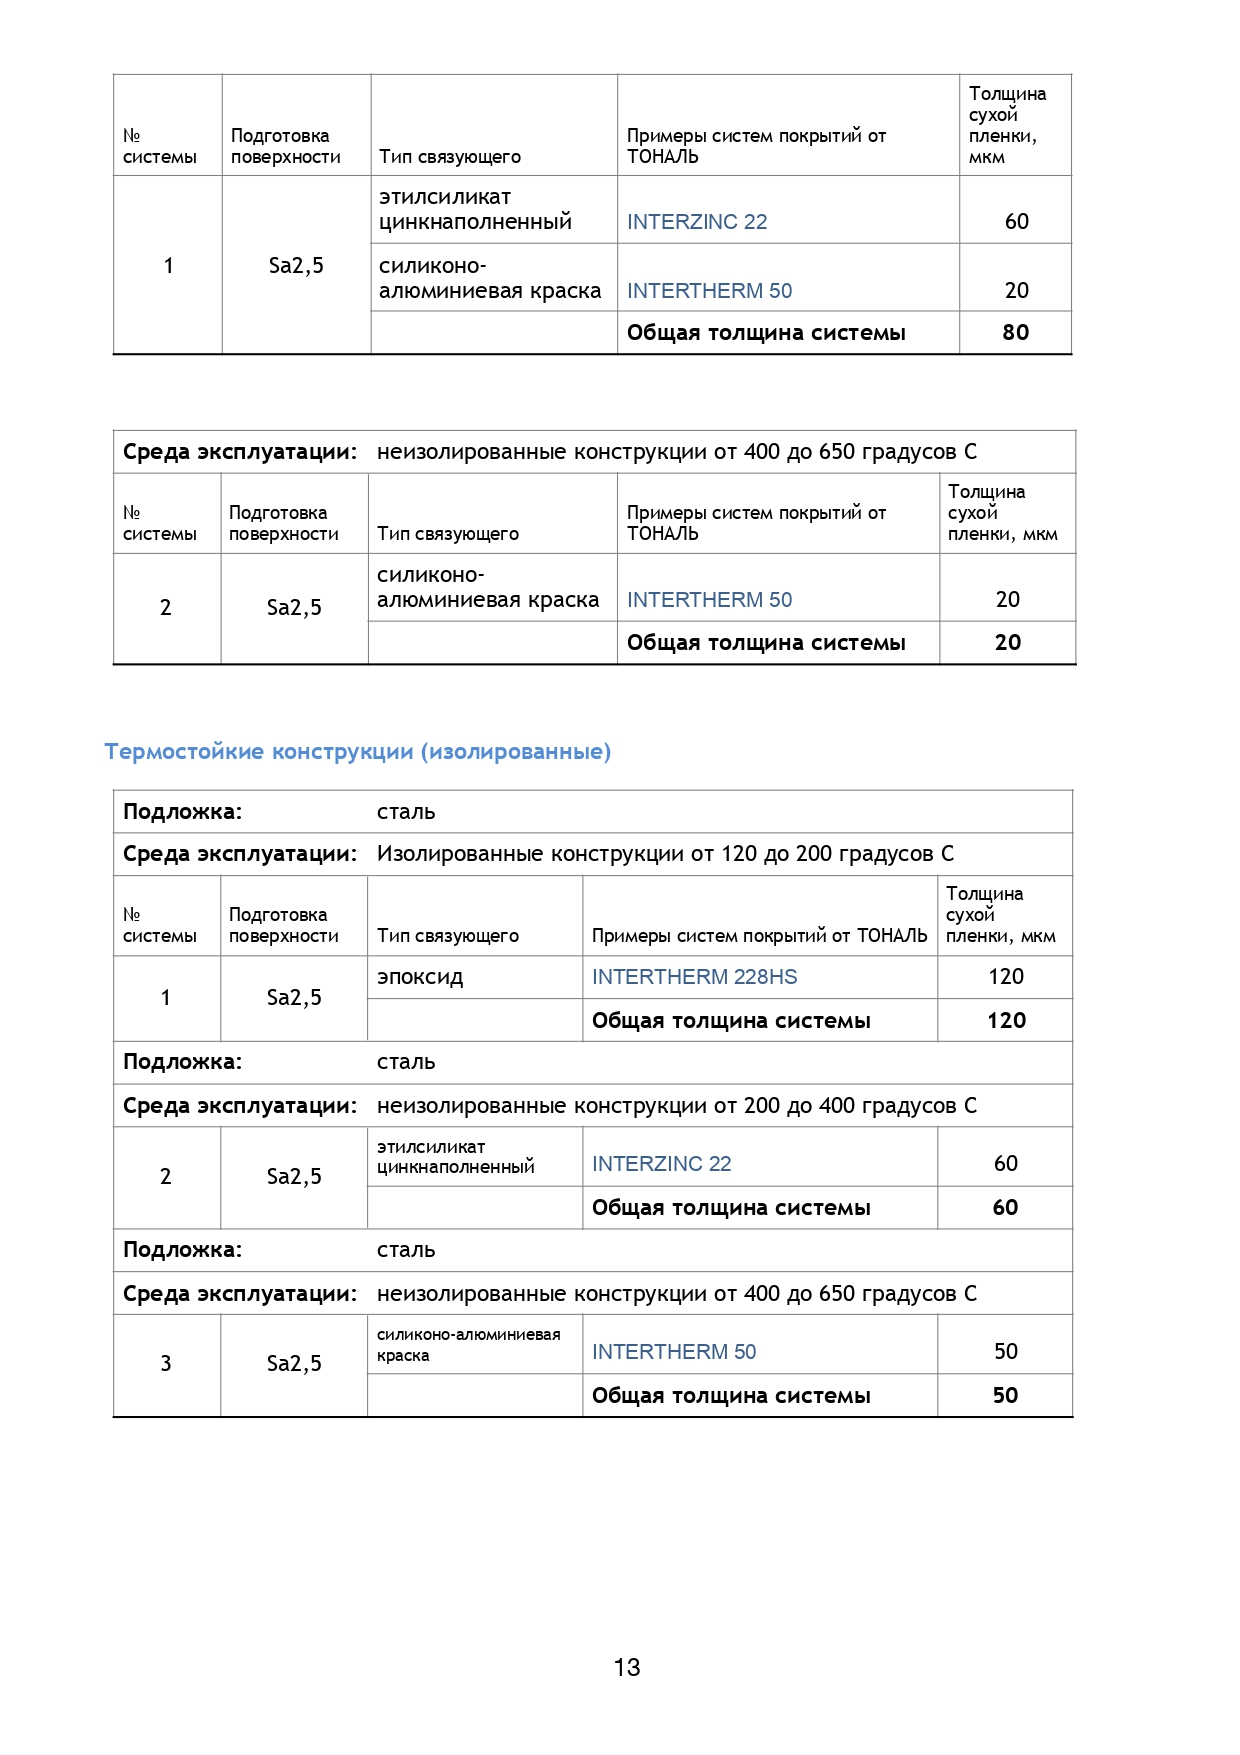 № системы Подготовка поверхности Тип связующего Примеры систем покрытий от ТОНАЛЬ Толщина сухой пленки, мкм
1 Sa2,5 этилсиликат цинкнаполненный INTERZINC 22 60
силиконо-алюминиевая краска INTERTHERM 50 20
Общая толщина системы 80
Среда эксплуатации: неизолированные конструкции от 400 до 650 градусов С
№ системы Подготовка поверхности Тип связующего Примеры систем покрытий от ТОНАЛЬ Толщина сухой пленки, мкм
2 Sa2,5 силиконо-алюминиевая краска INTERTHERM 50 20
Общая толщина системы 20
Термостойкие конструкции (изолированные)
Подложка: сталь
Среда эксплуатации: Изолированные конструкции от 120 до 200 градусов С
№ системы Подготовка поверхности Тип связующего Примеры систем покрытий от ТОНАЛЬ Толщина сухой пленки, мкм
1 Sa2,5 эпоксид INTERTHERM 228HS 120
Общая толщина системы 120
Подложка: сталь
Среда эксплуатации: неизолированные конструкции от 200 до 400 градусов С
2 Sa2,5 этилсиликат цинкнаполненный INTERZINC 22 60
Общая толщина системы 60
Подложка: сталь
Среда эксплуатации: неизолированные конструкции от 400 до 650 градусов С
3 Sa2,5 силиконо-алюминиевая краска INTERTHERM 50 50
Общая толщина системы 50
13